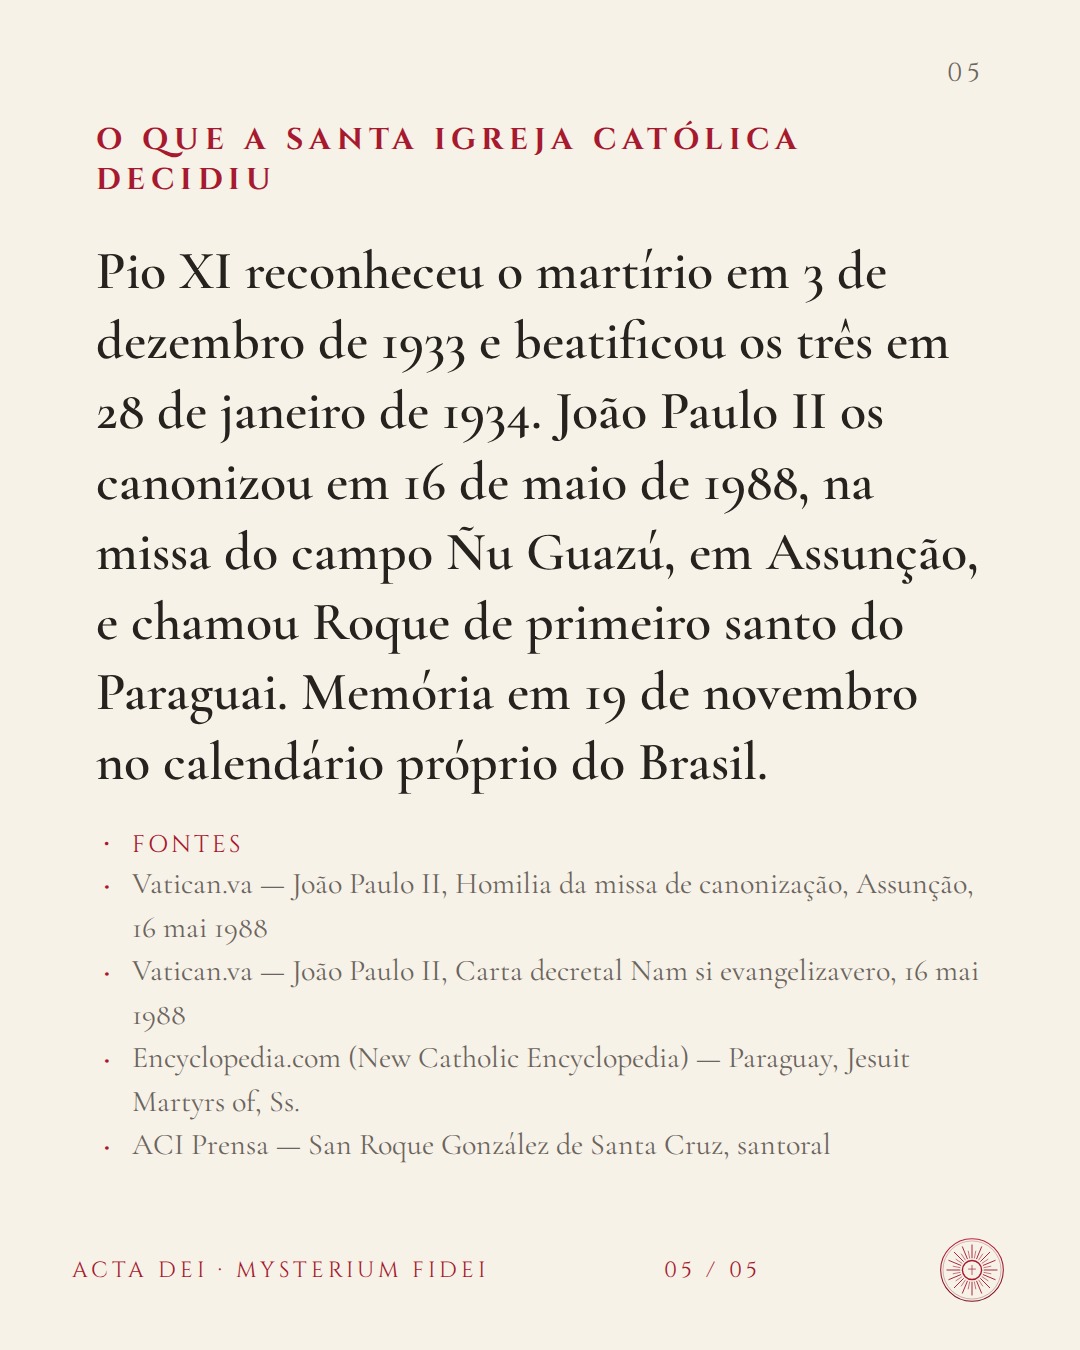 05
O QUE A SANTA IGREJA CATÓLICA
DECIDIU
Pio XI reconheceu o martírio em 3 de
dezembro de 1933 e beatificou os três em
28 de janeiro de 1934. João Paulo II os
canonizou em 16 de maio de 1988, na
missa do campo Ñu Guazú, em Assunção,
e chamou Roque de primeiro santo do
Paraguai. Memória em 19 de novembro
no calendário próprio do Brasil.
· FONTES
· Vatican.va — João Paulo II, Homilia da missa de canonização, Assunção,
16 mai 1988
· Vatican.va — João Paulo II, Carta decretal Nam si evangelizavero, 16 mai
1988
· Encyclopedia.com (New Catholic Encyclopedia) — Paraguay, Jesuit
Martyrs of, Ss.
· ACI Prensa — San Roque González de Santa Cruz, santoral
ACTA DEI · MYSTERIUM FIDEI
05 / 05